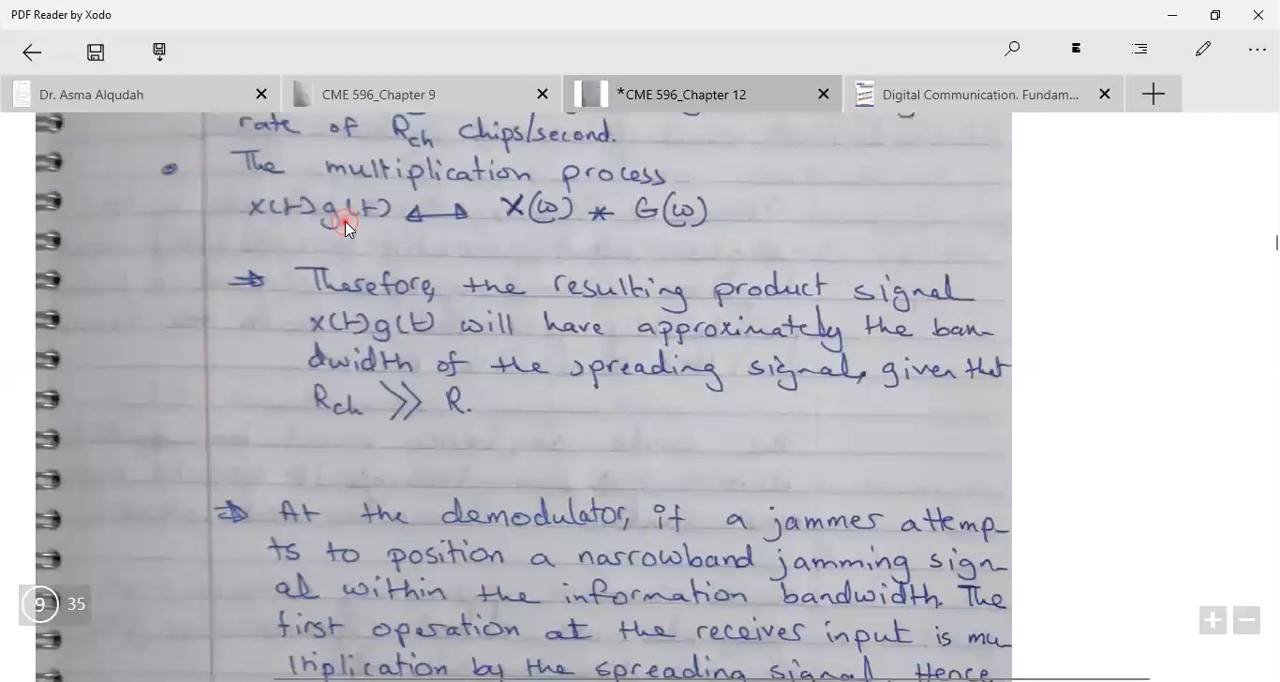 PDF Reader by Xodo
Dr. Asma Alqudah
CME 596_Chapter 9
*CME 596_Chapter 12
Digital Communication. Fundam...
rate of Rch chips/second.
• The multiplication process
x(t)g(t) ↔ X(ω) * G(ω)
⇒ Therefore, the resulting product signal
x(t)g(t) will have approximately the ban-
dwidth of the spreading signal, given that
Rch >> R.
⇒ At the demodulator, if a jammer attemp-
ts to position a narrowband jamming sign-
al within the information bandwidth. The
first operation at the receiver input is mu
ltiplication by the spreading signal. Hence
9 35